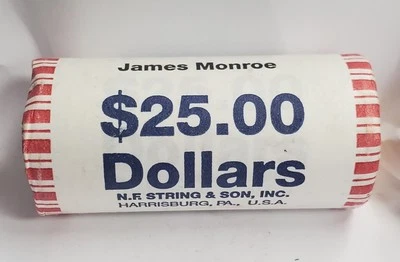 James Monroe
$25.00
Dollars
N.F. STRING & SON, INC.
HARRISBURG, PA., U.S.A.